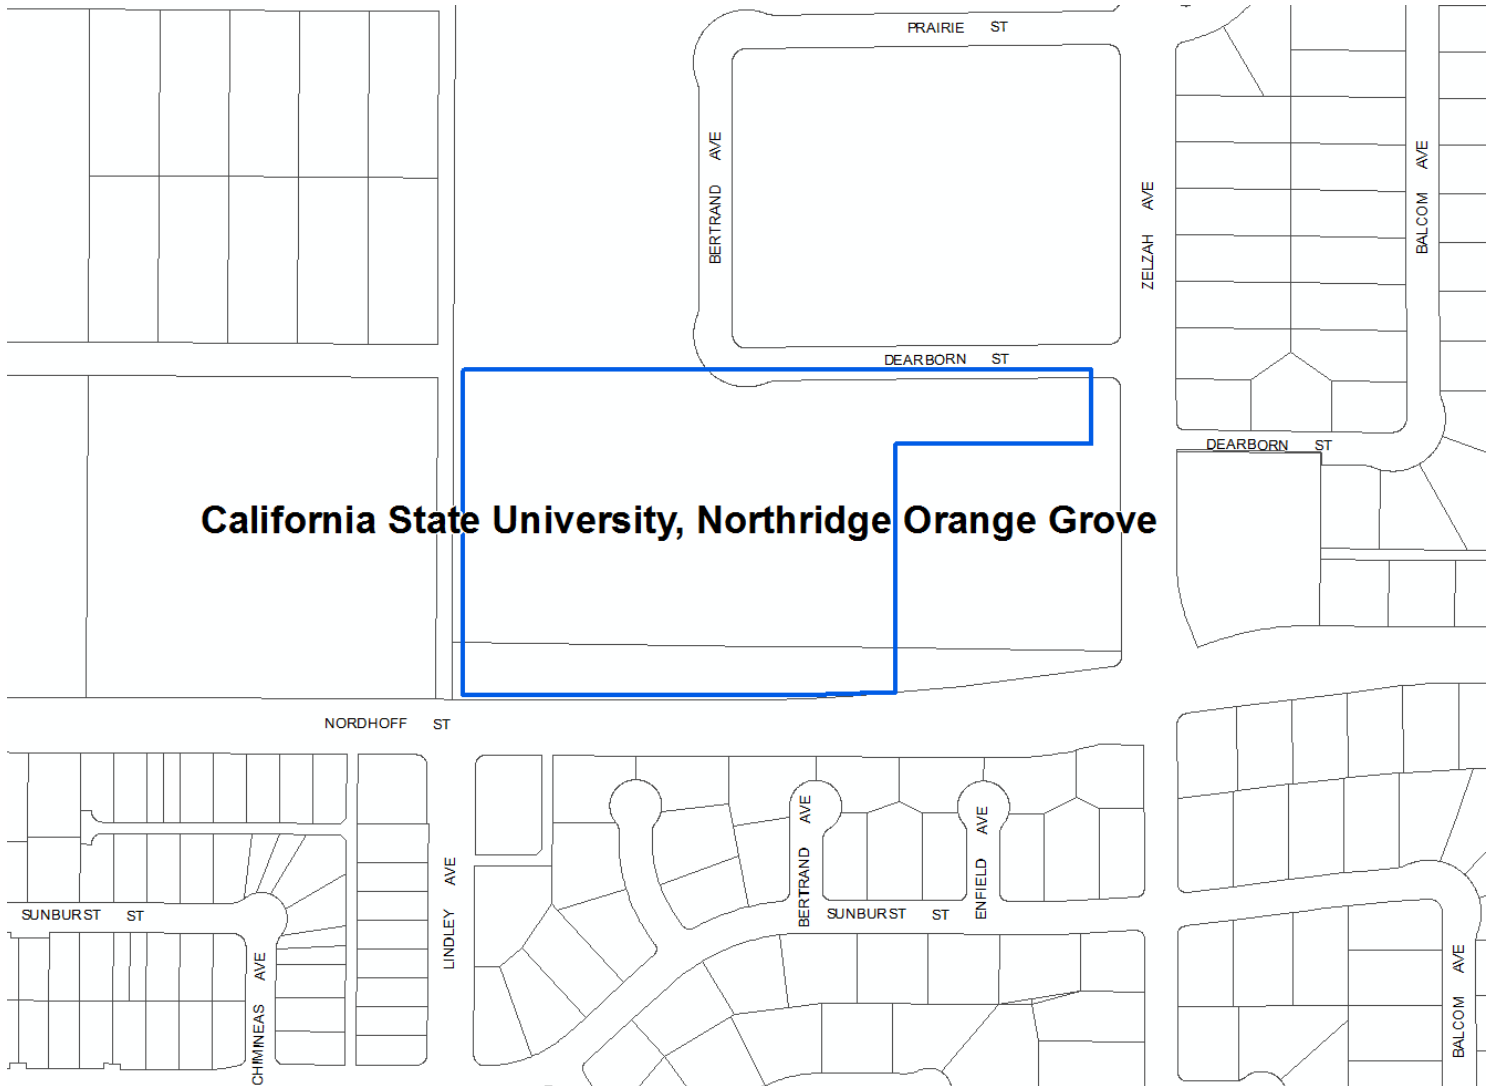 PRAIRIE ST
BERTRAND AVE
ZELZAH AVE
BALCOM AVE
DEARBORN ST
DEARBORN ST
California State University, Northridge Orange Grove
NORDHOFF ST
LINDLEY AVE
BERTRAND AVE
ENFIELD AVE
SUNBURST ST
SUNBURST ST
CHIMINEAS AVE
BALCOM AVE